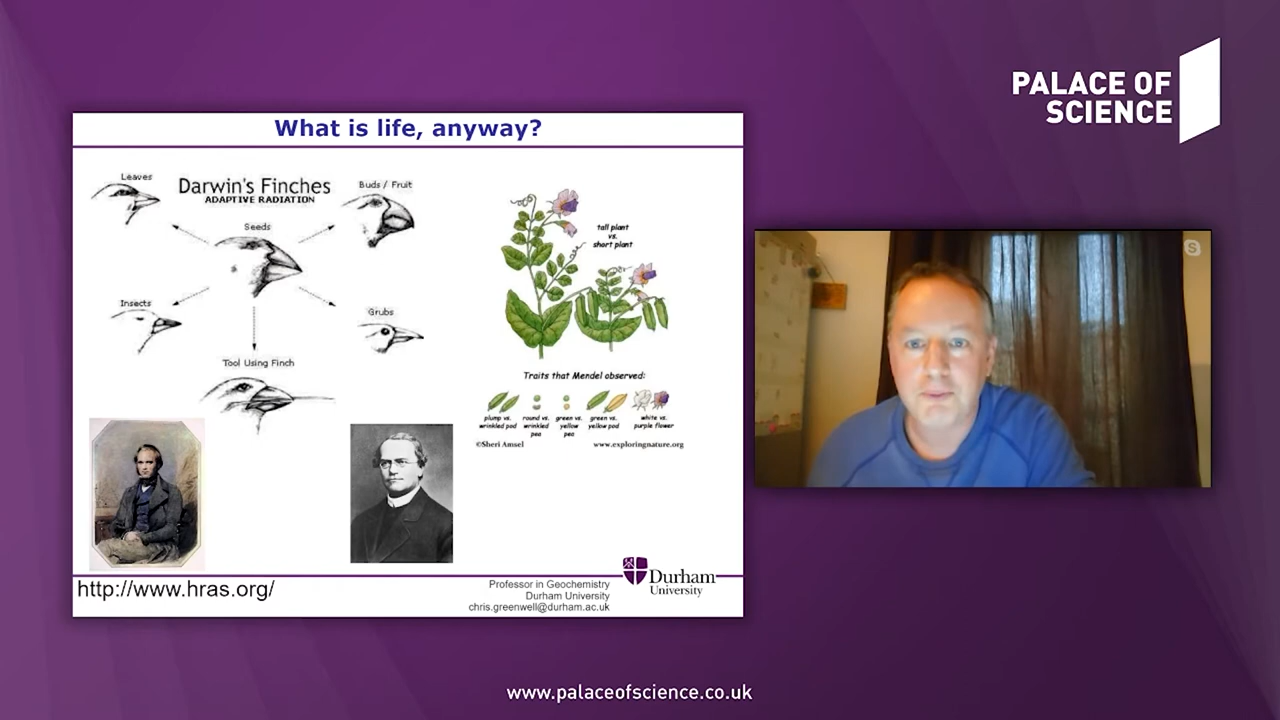 PALACE OF
SCIENCE
What is life, anyway?
Darwin's Finches
ADAPTIVE RADIATION
Leaves
Buds / Fruit
Seeds
Insects
Grubs
Tool Using Finch
tall plant
vs.
short plant
Traits that Mendel observed:
plump vs.
wrinkled pod
round vs.
wrinkled
pea
green vs.
yellow
pea
green vs.
yellow pod
white vs.
purple flower
©Sheri Amsel
www.exploringnature.org
http://www.hras.org/
Professor in Geochemistry
Durham University
chris.greenwell@durham.ac.uk
Durham
University
S
www.palaceofscience.co.uk